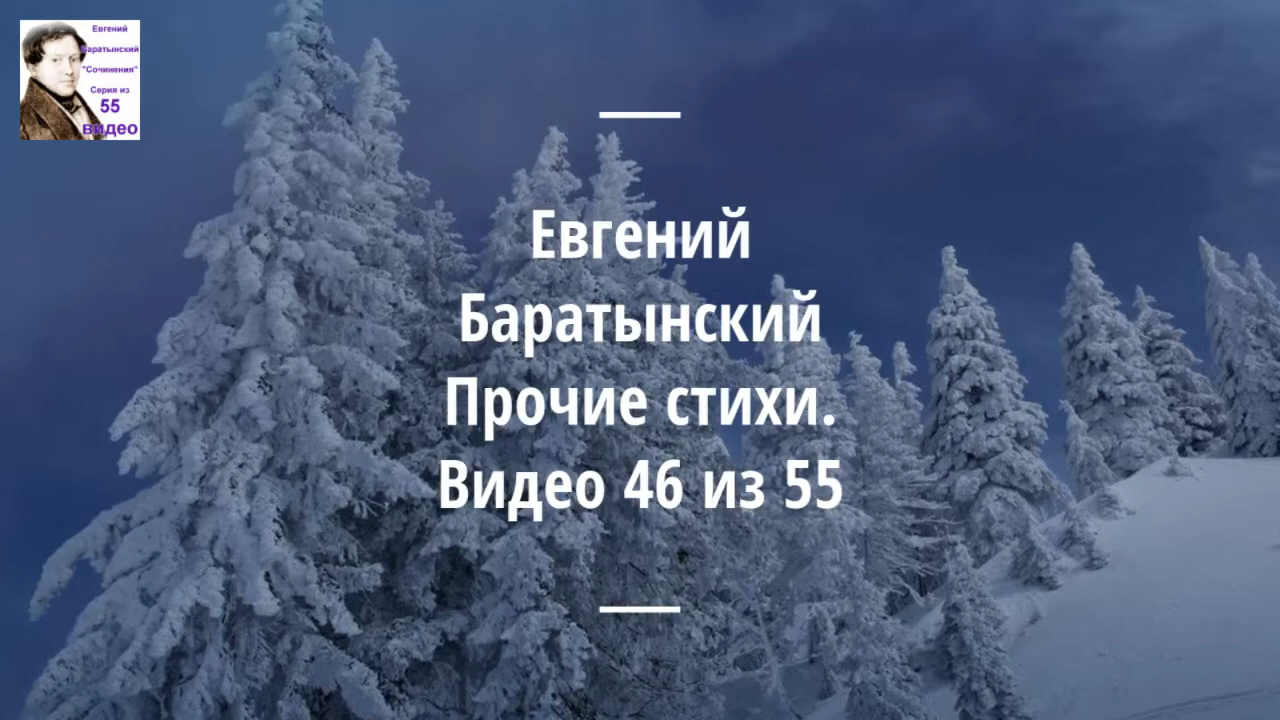 Евгений
Баратынский
"Сочинения"
Серия из
55
видео
Евгений
Баратынский
Прочие стихи.
Видео 46 из 55